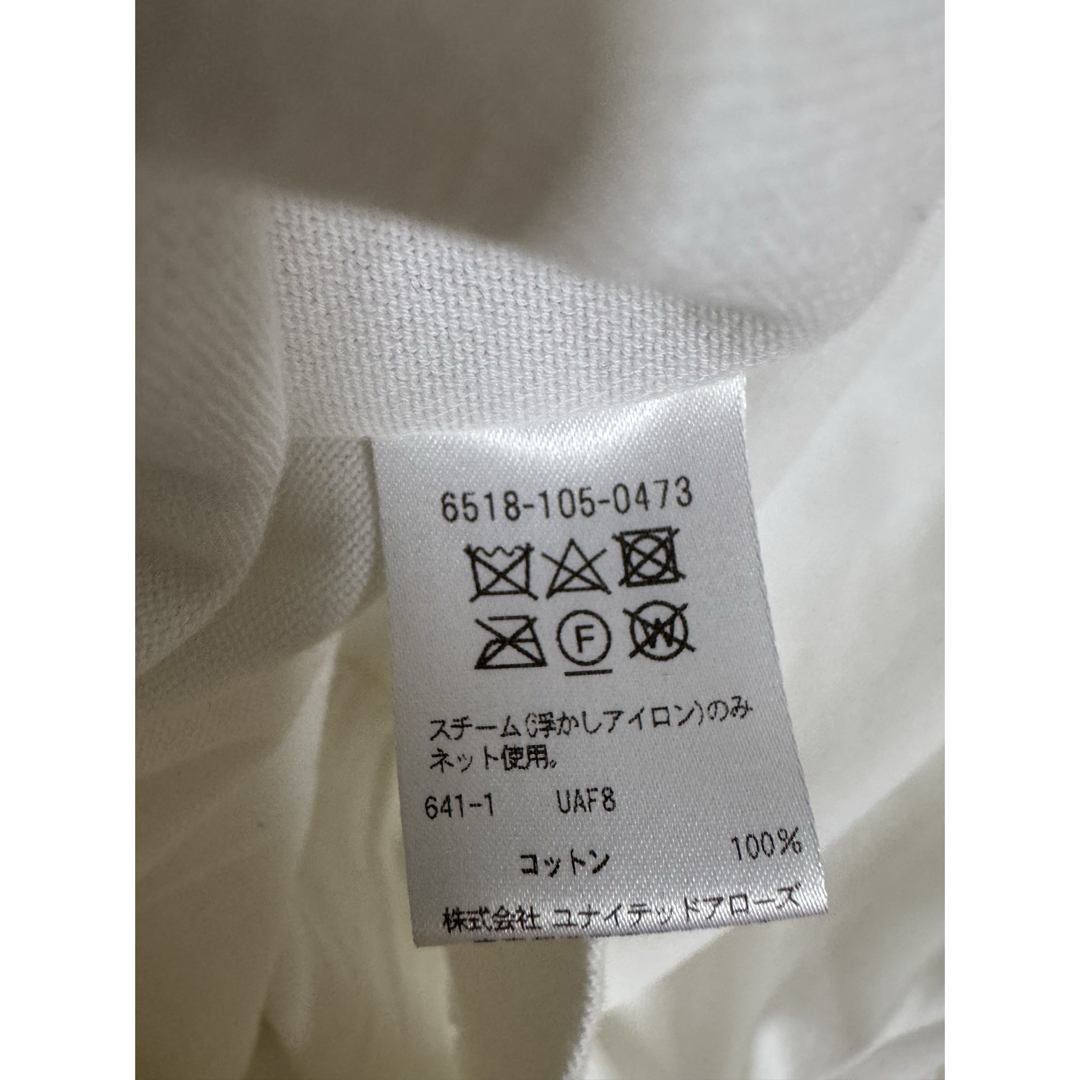 6518-105-0473
F
W
スチーム(浮かしアイロン)のみ
ネット使用。
641-1 UAF8
コットン 100%
株式会社 ユナイテッドアローズ